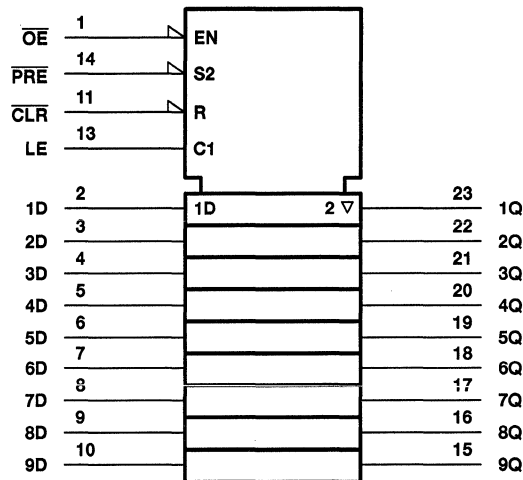 OE 1 EN
PRE 14 S2
CLR 11 R
LE 13 C1
1D 2 1D 2 ▽ 23 1Q
2D 3 22 2Q
3D 4 21 3Q
4D 5 20 4Q
5D 6 19 5Q
6D 7 18 6Q
7D 8 17 7Q
8D 9 16 8Q
9D 10 15 9Q